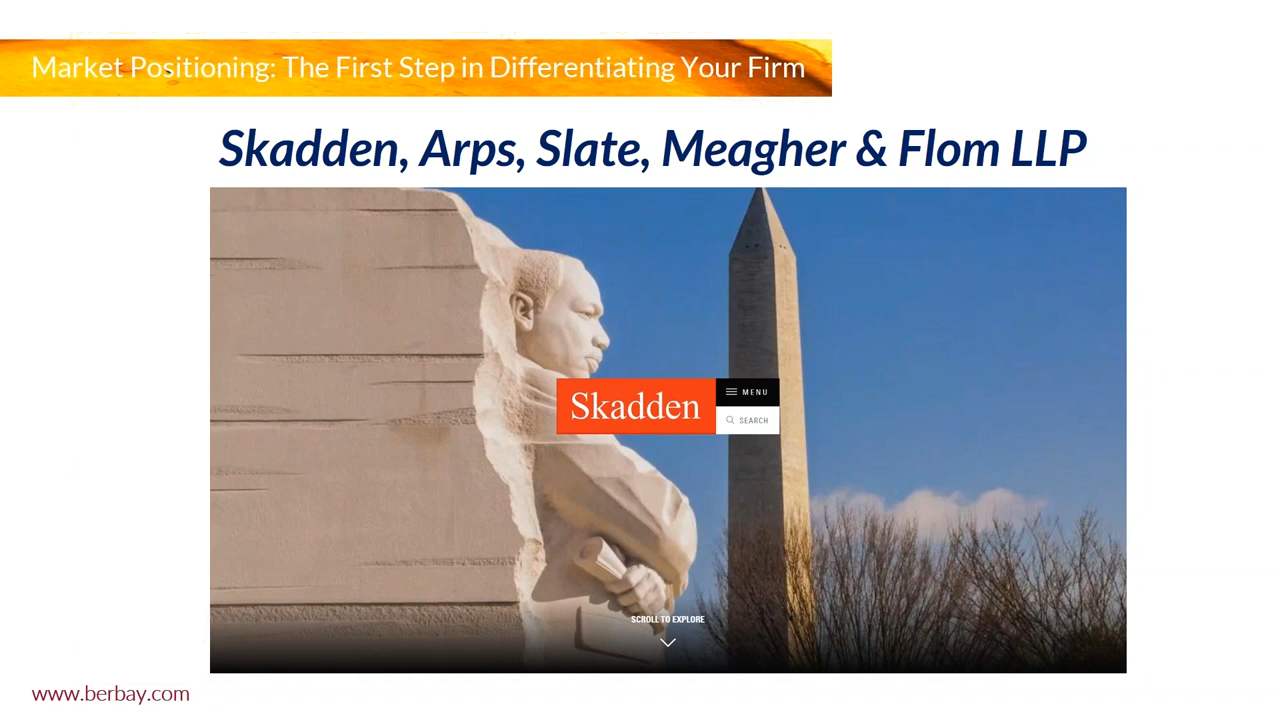 Market Positioning: The First Step in Differentiating Your Firm
Skadden, Arps, Slate, Meagher & Flom LLP
Skadden
MENU
SEARCH
SCROLL TO EXPLORE
www.berbay.com